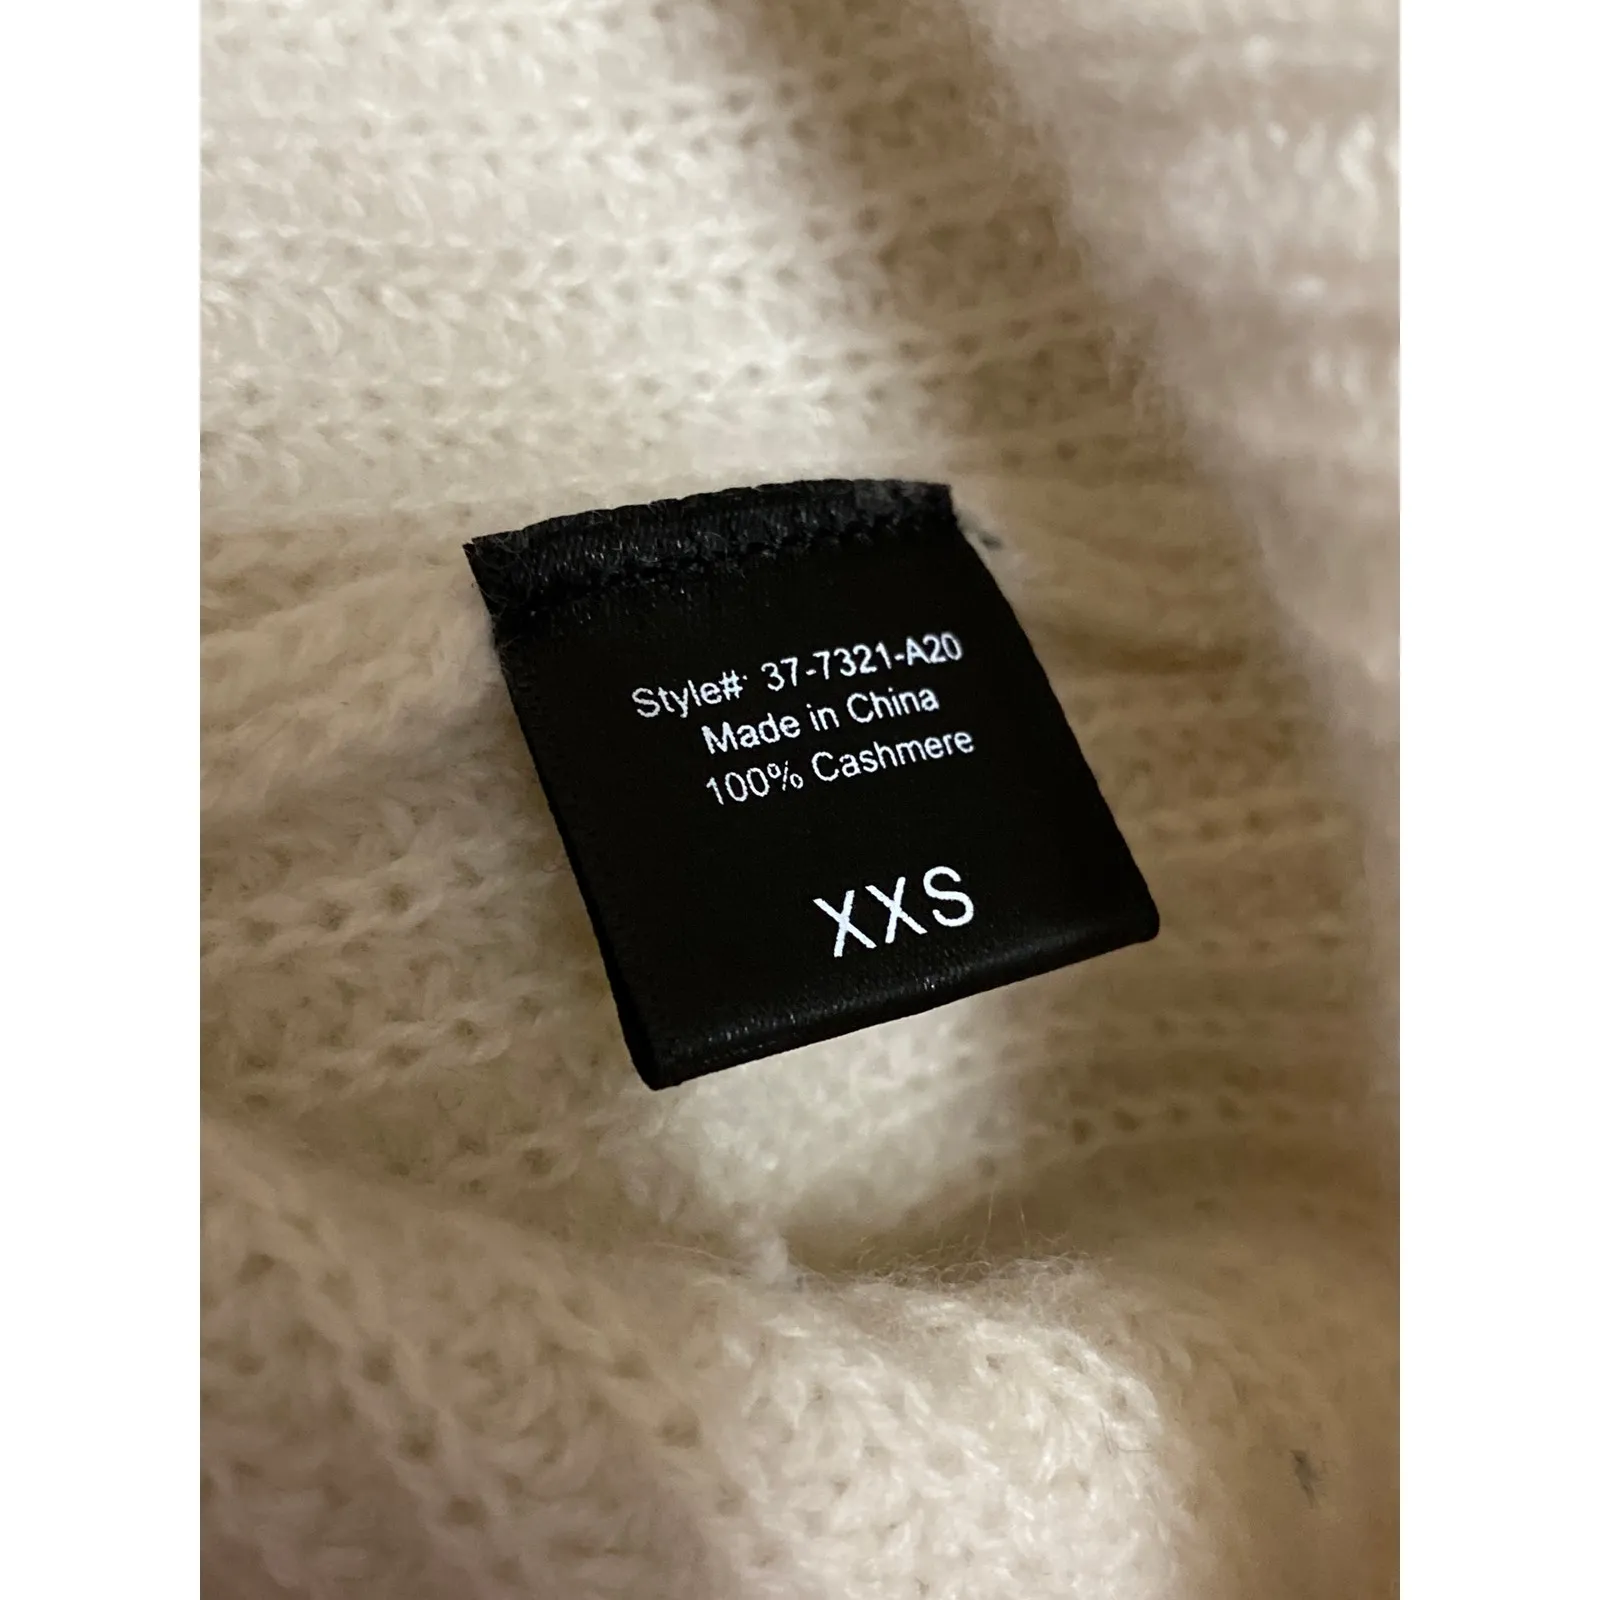 Style#: 37-7321-A20
Made in China
100% Cashmere
XXS